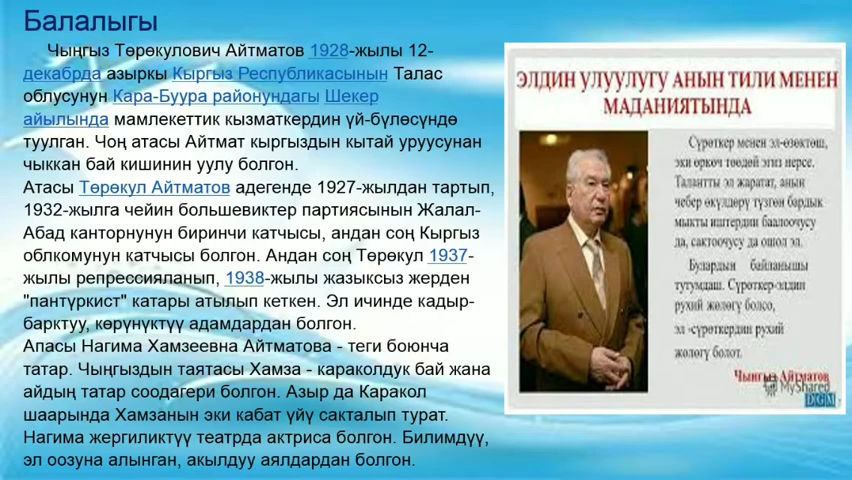 Балалыгы
Чыңгыз Төрөкулович Айтматов 1928-жылы 12-
декабрда азыркы Кыргыз Республикасынын Талас
облусунун Кара-Буура районундагы Шекер
айылында мамлекеттик кызматкердин үй-бүлөсүндө
туулган. Чоң атасы Айтмат кыргыздын кытай уруусунан
чыккан бай кишинин уулу болгон.
Атасы Төрөкул Айтматов адегенде 1927-жылдан тартып,
1932-жылга чейин большевиктер партиясынын Жалал-
Абад канторнунун биринчи катчысы, андан соң Кыргыз
облкомунун катчысы болгон. Андан соң Төрөкул 1937-
жылы репрессияланып, 1938-жылы жазыксыз жерден
"пантүркист" катары атылып кеткен. Эл ичинде кадыр-
барктуу, көрүнүктүү адамдардан болгон.
Апасы Нагима Хамзеевна Айтматова - теги боюнча
татар. Чыңгыздын таятасы Хамза - караколдук бай жана
айдың татар соодагери болгон. Азыр да Каракол
шаарында Хамзанын эки кабат үйү сакталып турат.
Нагима жергиликтүү театрда актриса болгон. Билимдүү,
эл оозуна алынган, акылдуу аялдардан болгон.
ЭЛДИН УЛУУЛУГУ АНЫН ТИЛИ МЕНЕН
МАДАНИЯТЫНДА
Сүрөткер менен эл-өзөктөш,
эки өркөч төөдөй эгиз нерсе.
Талантты эл жаратат, анын
чебер өкүлдөрү түзгөн бардык
мыкты иштердин баалоочусу
да, сактоочусу да ошол эл.
Булардын байланышы
тутумдаш. Сүрөткер-элдин
рухий жөлөгү болсо,
эл -сүрөткердин рухий
жөлөгү болот.
Чынгыз Айтматов
MyShared
DGM